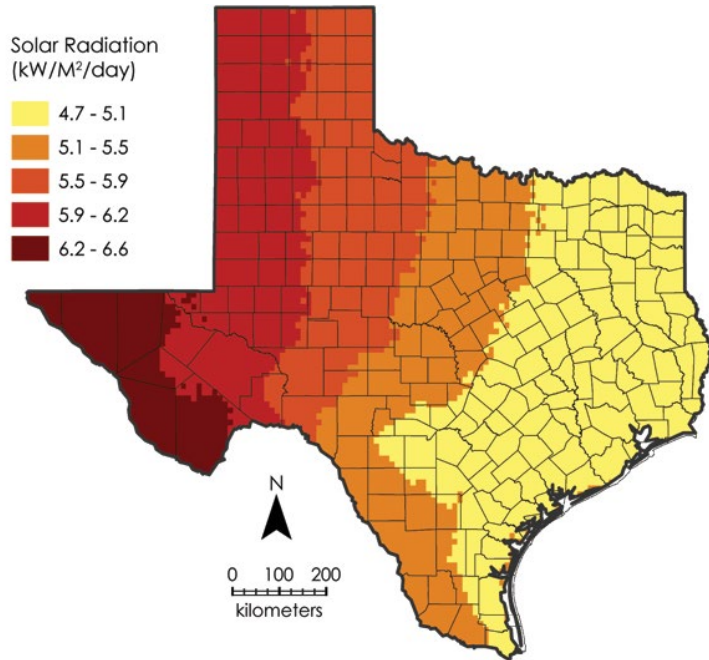 Solar Radiation
(kW/M²/day)
4.7 - 5.1
5.1 - 5.5
5.5 - 5.9
5.9 - 6.2
6.2 - 6.6
N
0 100 200
kilometers